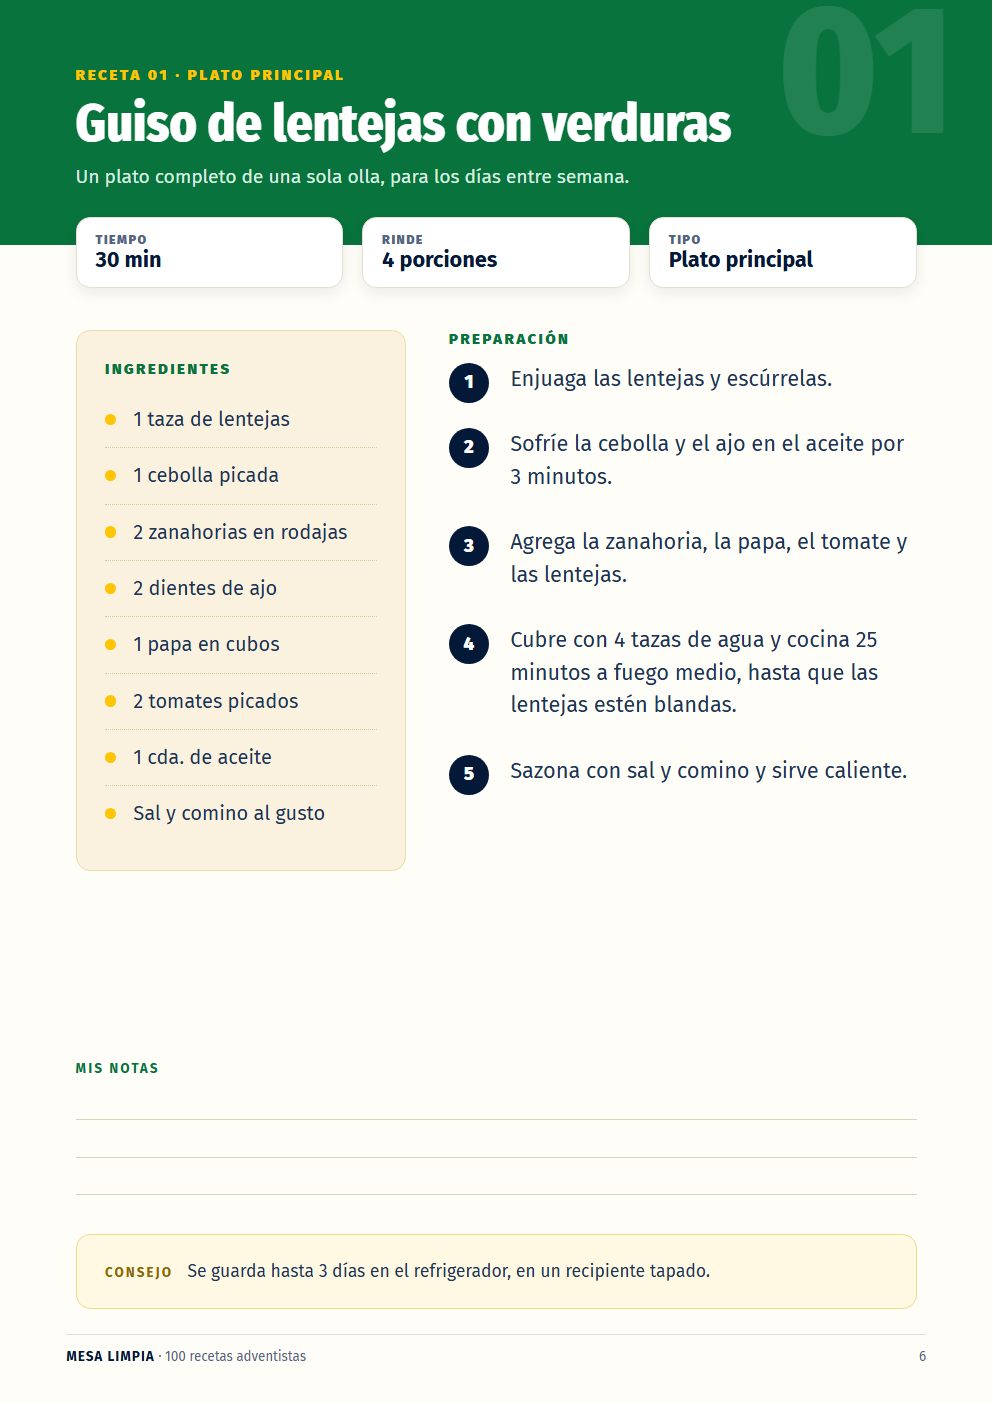 01
RECETA 01 · PLATO PRINCIPAL
Guiso de lentejas con verduras
Un plato completo de una sola olla, para los días entre semana.
TIEMPO
30 min
RINDE
4 porciones
TIPO
Plato principal
INGREDIENTES
1 taza de lentejas
1 cebolla picada
2 zanahorias en rodajas
2 dientes de ajo
1 papa en cubos
2 tomates picados
1 cda. de aceite
Sal y comino al gusto
PREPARACIÓN
1 Enjuaga las lentejas y escúrrelas.
2 Sofríe la cebolla y el ajo en el aceite por
3 minutos.
3 Agrega la zanahoria, la papa, el tomate y
las lentejas.
4 Cubre con 4 tazas de agua y cocina 25
minutos a fuego medio, hasta que las
lentejas estén blandas.
5 Sazona con sal y comino y sirve caliente.
MIS NOTAS
CONSEJO Se guarda hasta 3 días en el refrigerador, en un recipiente tapado.
MESA LIMPIA · 100 recetas adventistas
6